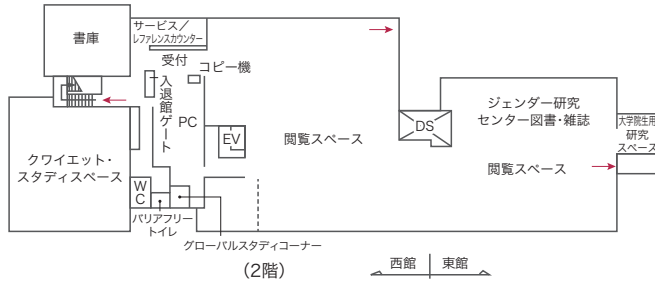 書庫
サービス／
レファレンスカウンター
受付
コピー機
入退館ゲート
PC
EV
閲覧スペース
DS
ジェンダー研究
センター図書・雑誌
閲覧スペース
大学院生用
研究
スペース
クワイエット・
スタディスペース
WC
バリアフリー
トイレ
グローバルスタディコーナー
（2階）
西館
東館